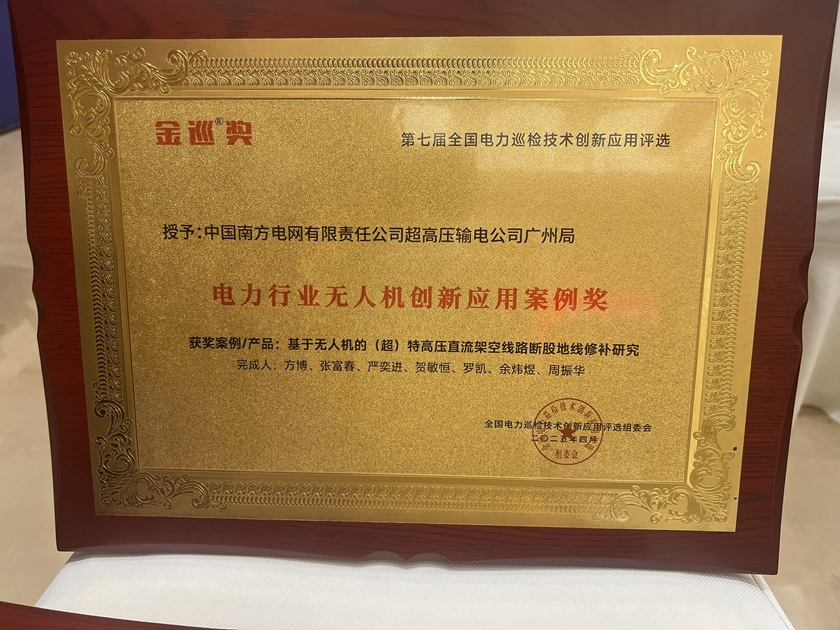 金巡®奖
第七届全国电力巡检技术创新应用评选
授予：中国南方电网有限责任公司超高压输电公司广州局
电力行业无人机创新应用案例奖
获奖案例/产品：基于无人机的（超）特高压直流架空线路断股地线修补研究
完成人：方博、张富春、严奕进、贺敏恒、罗凯、余炜煜、周振华
全国电力巡检技术创新应用评选组委会
二〇二五年四月
组委会